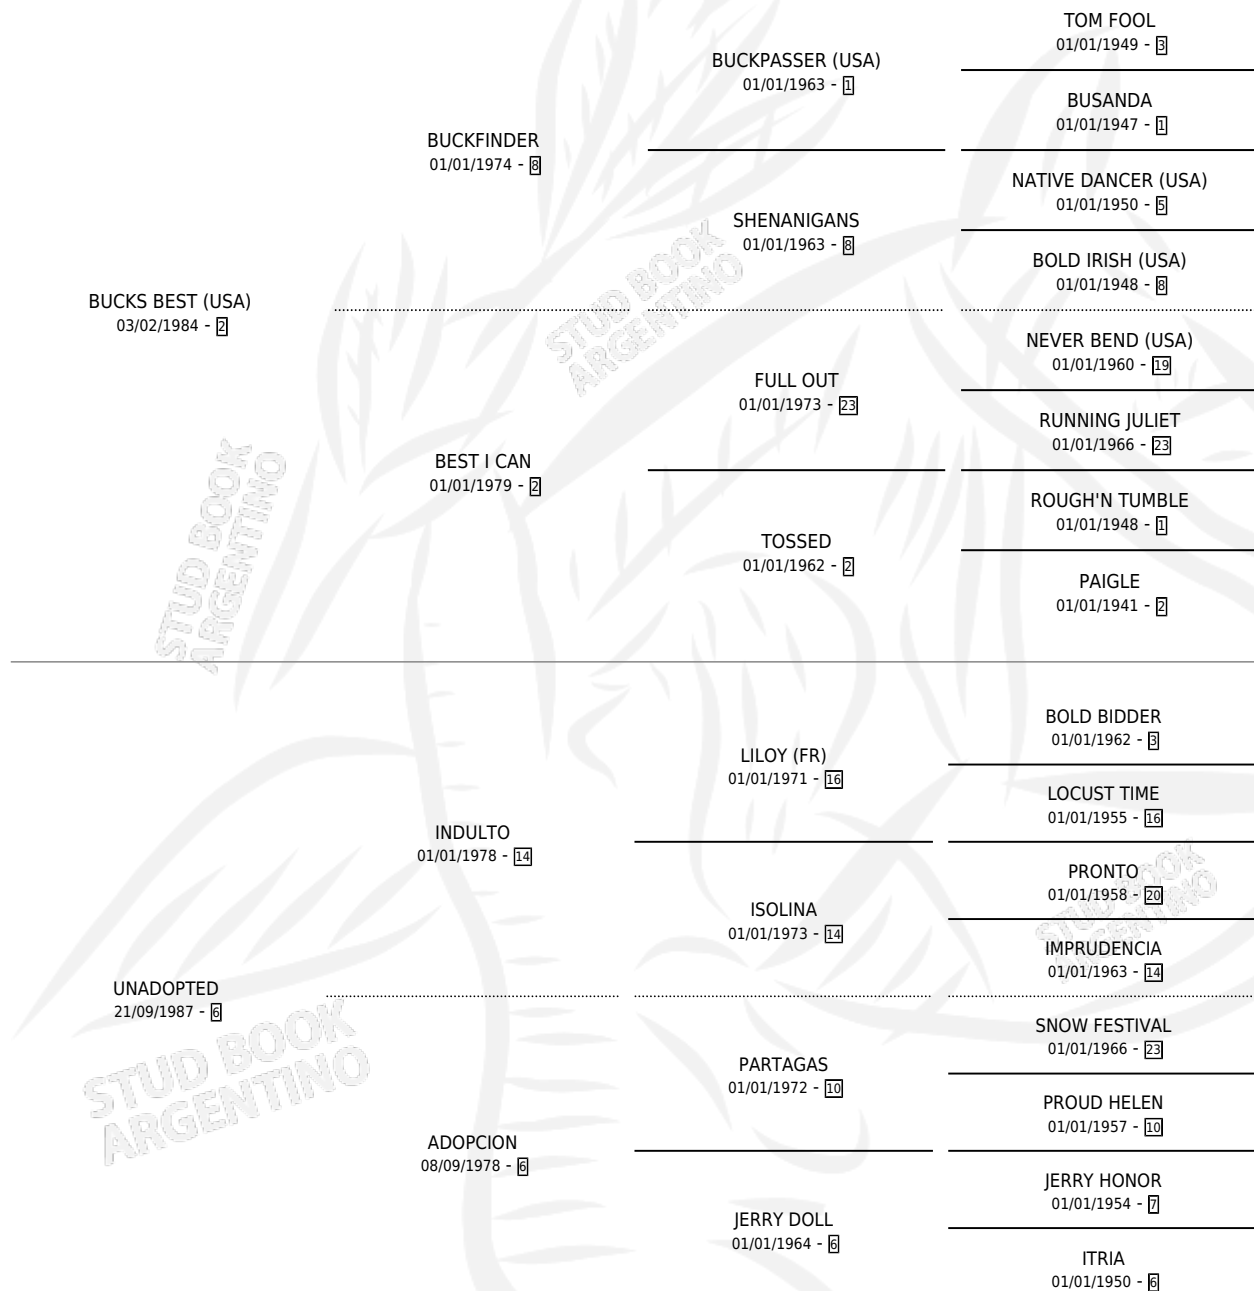 TOM FOOL
01/01/1949 - 3
BUCKPASSER (USA)
01/01/1963 - 1
BUSANDA
01/01/1947 - 1
BUCKFINDER
01/01/1974 - 8
NATIVE DANCER (USA)
01/01/1950 - 5
SHENANIGANS
01/01/1963 - 8
BOLD IRISH (USA)
01/01/1948 - 8
BUCKS BEST (USA)
03/02/1984 - 2
STUD BOOK
ARGENTINO
NEVER BEND (USA)
01/01/1960 - 19
FULL OUT
01/01/1973 - 23
RUNNING JULIET
01/01/1966 - 23
BEST I CAN
01/01/1979 - 2
ROUGH'N TUMBLE
01/01/1948 - 1
TOSSED
01/01/1962 - 2
PAIGLE
01/01/1941 - 2
STUD BOOK
ARGENTINO
BOLD BIDDER
01/01/1962 - 3
LILOY (FR)
01/01/1971 - 16
LOCUST TIME
01/01/1955 - 16
INDULTO
01/01/1978 - 14
PRONTO
01/01/1958 - 20
ISOLINA
01/01/1973 - 14
STUD BOOK
ARGENTINO
IMPRUDENCIA
01/01/1963 - 14
UNADOPTED
21/09/1987 - 6
SNOW FESTIVAL
01/01/1966 - 23
PARTAGAS
01/01/1972 - 10
STUD BOOK
ARGENTINO
PROUD HELEN
01/01/1957 - 10
ADOPCION
08/09/1978 - 6
JERRY HONOR
01/01/1954 - 7
JERRY DOLL
01/01/1964 - 6
ITRIA
01/01/1950 - 6